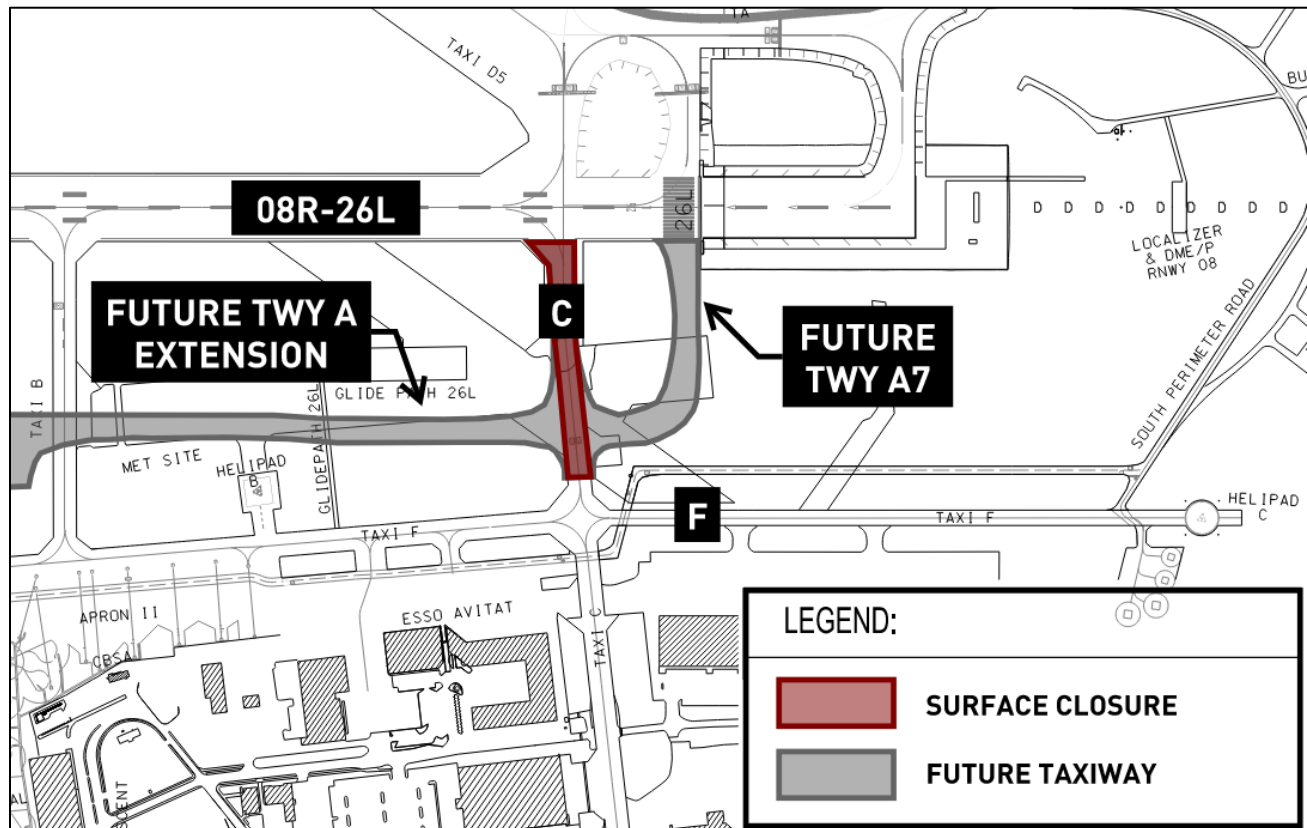 TA
TAXI D5
BU
08R-26L
26L
D D D D D D D D D
LOCALIZER
& DME/P
RNWY 08
C
FUTURE TWY A
EXTENSION
FUTURE
TWY A7
SOUTH PERIMETER ROAD
TAXI B
GLIDE PATH 26L
MET SITE
HELIPAD
B
GLIDEPATH 26L
F
TAXI F
TAXI F
HELIPAD
C
APRON II
CBSA
ESSO AVITAT
TAXI C
AL
SCENT
LEGEND:
SURFACE CLOSURE
FUTURE TAXIWAY